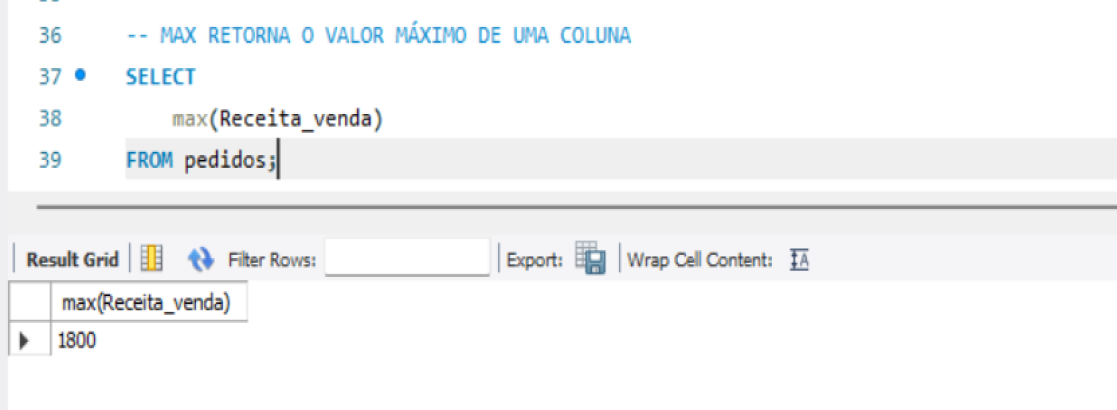 36 -- MAX RETORNA O VALOR MÁXIMO DE UMA COLUNA
37 SELECT
38 max(Receita_venda)
39 FROM pedidos;
Result Grid Filter Rows: Export: Wrap Cell Content: IA
max(Receita_venda)
1800